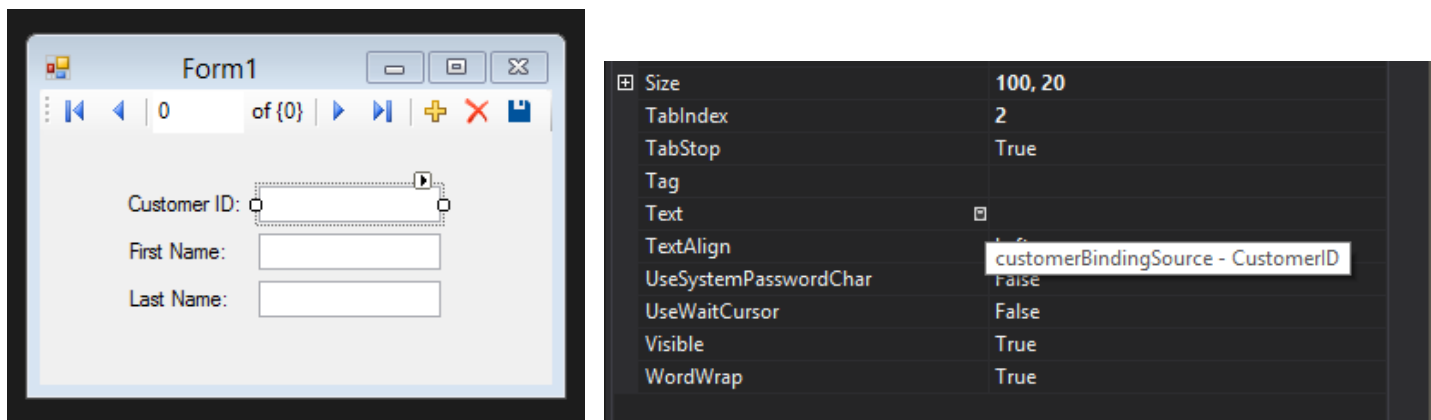 Form1
0 of {0}
Customer ID:
First Name:
Last Name:
Size 100, 20
TabIndex 2
TabStop True
Tag
Text
TextAlign
customerBindingSource - CustomerID
UseSystemPasswordChar False
UseWaitCursor False
Visible True
WordWrap True